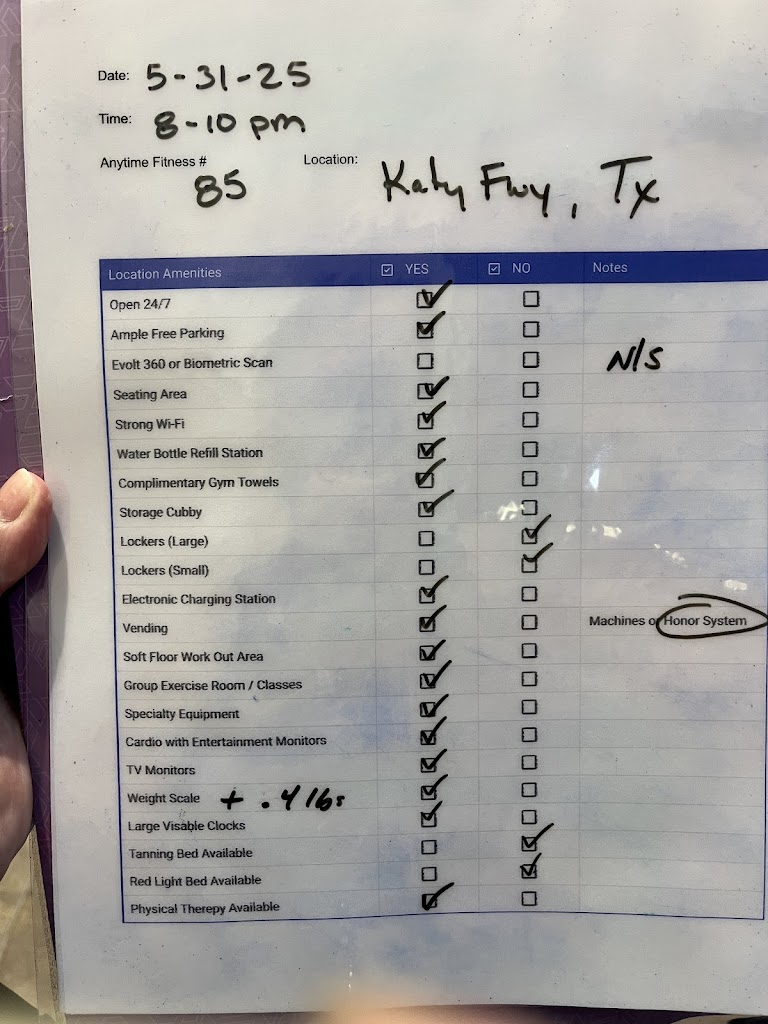 Date: 5-31-25
Time: 8-10 pm
Anytime Fitness # 85 Location: Katy Fwy, Tx
Location Amenities ☑ YES ☑ NO Notes
Open 24/7 ☑ ☐
Ample Free Parking ☑ ☐
Evolt 360 or Biometric Scan ☐ ☐ N/S
Seating Area ☑ ☐
Strong Wi-Fi ☑ ☐
Water Bottle Refill Station ☑ ☐
Complimentary Gym Towels ☑ ☐
Storage Cubby ☑ ☐
Lockers (Large) ☐ ☑
Lockers (Small) ☐ ☑
Electronic Charging Station ☑ ☐
Vending ☑ ☐ Machines or Honor System
Soft Floor Work Out Area ☑ ☐
Group Exercise Room / Classes ☑ ☐
Specialty Equipment ☑ ☐
Cardio with Entertainment Monitors ☑ ☐
TV Monitors ☑ ☐
Weight Scale + .4 lbs ☑ ☐
Large Visable Clocks ☑ ☐
Tanning Bed Available ☐ ☑
Red Light Bed Available ☐ ☑
Physical Therepy Available ☑ ☐